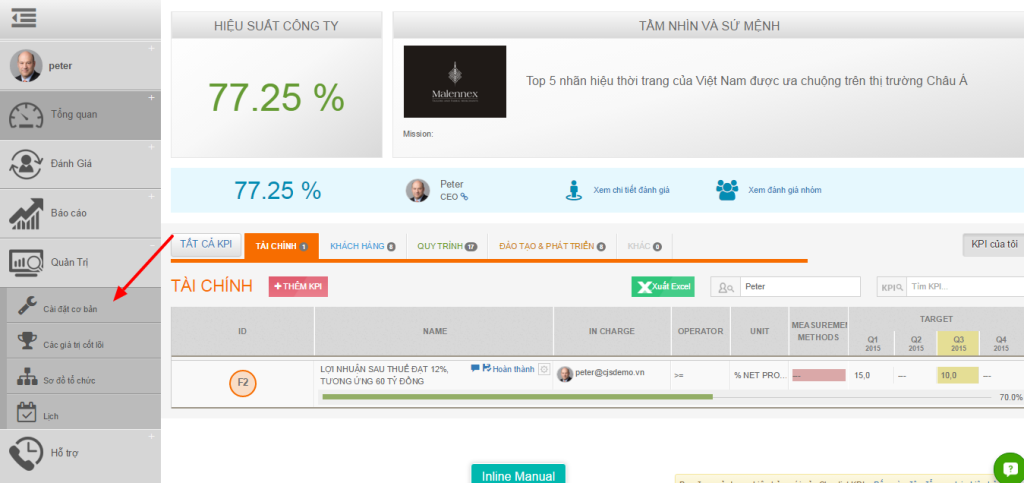 peter
Tổng quan
Đánh Giá
Báo cáo
Quản Trị
Cài đặt cơ bản
Các giá trị cốt lõi
Sơ đồ tổ chức
Lịch
Hỗ trợ
HIỆU SUẤT CÔNG TY
77.25 %
TẦM NHÌN VÀ SỨ MỆNH
Malennex
Top 5 nhãn hiệu thời trang của Việt Nam được ưa chuộng trên thị trường Châu Á
Mission:
77.25 %
Peter
CEO
Xem chi tiết đánh giá
Xem đánh giá nhóm
TẤT CẢ KPI
TÀI CHÍNH 1
KHÁCH HÀNG 8
QUY TRÌNH 17
ĐÀO TẠO & PHÁT TRIỂN 8
KHÁC 0
KPI của tôi
TÀI CHÍNH
+ THÊM KPI
Xuất Excel
Peter
KPI
Tìm KPI...
ID
NAME
IN CHARGE
OPERATOR
UNIT
MEASUREMEN
METHODS
TARGET
Q1
2015
Q2
2015
Q3
2015
Q4
2015
F2
LỢI NHUẬN SAU THUẾ ĐẠT 12%,
TƯƠNG ỨNG 60 TỶ ĐỒNG
Hoàn thành
peter@cjsdemo.vn
>=
% NET PRO...
---
15,0
---
10,0
---
70.0%
Inline Manual